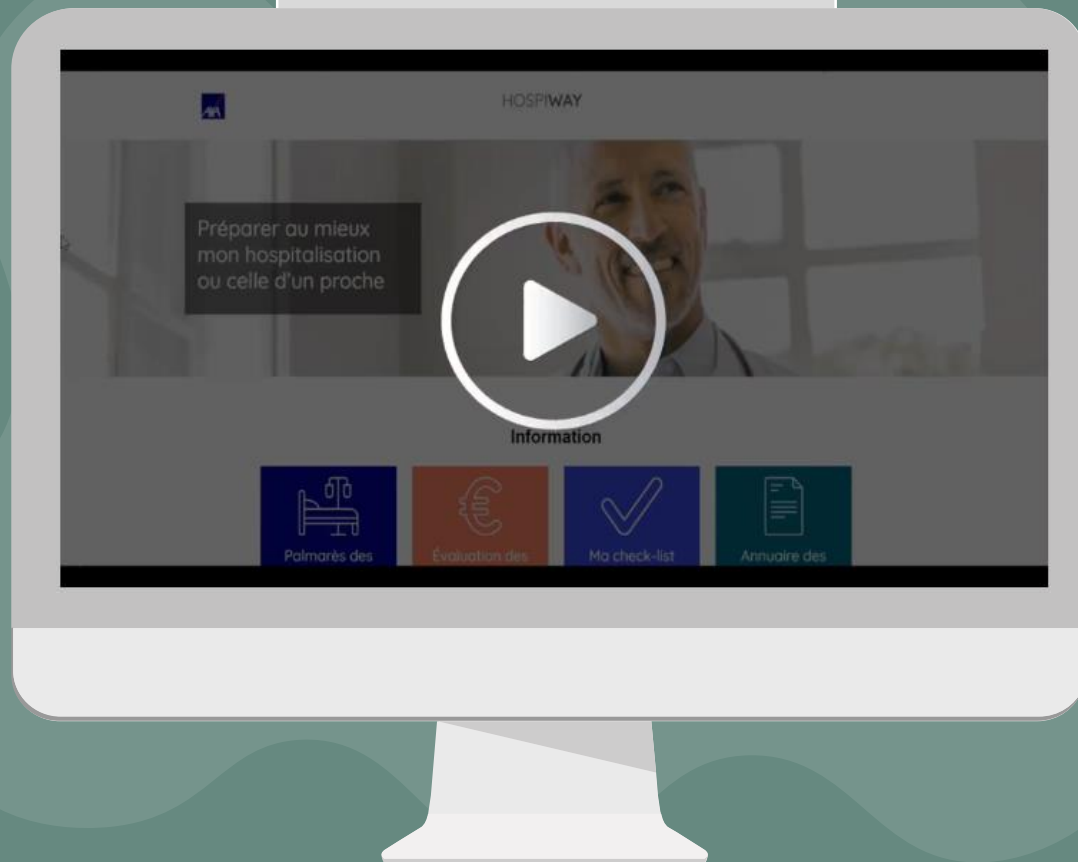 HOSPIWAY
Préparer au mieux
mon hospitalisation
ou celle d'un proche
Information
Palmarès des
Évaluation des
Ma check-list
Annuaire des